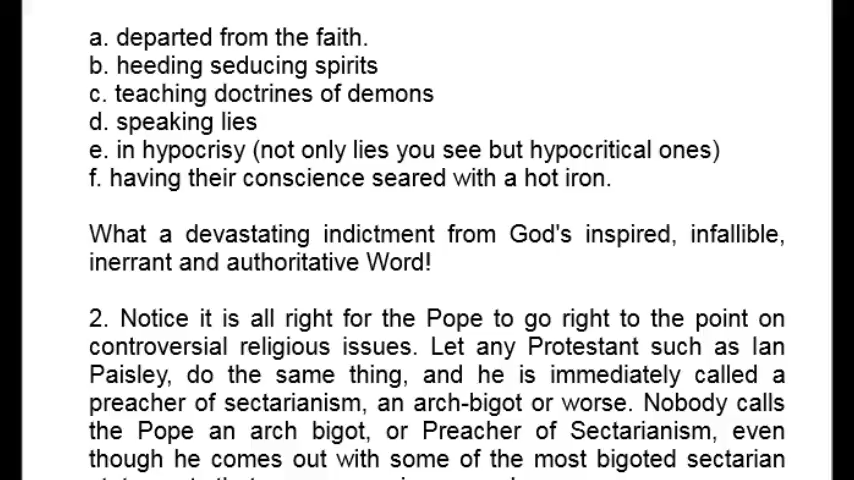 a. departed from the faith.
b. heeding seducing spirits
c. teaching doctrines of demons
d. speaking lies
e. in hypocrisy (not only lies you see but hypocritical ones)
f. having their conscience seared with a hot iron.
What a devastating indictment from God's inspired, infallible,
inerrant and authoritative Word!
2. Notice it is all right for the Pope to go right to the point on
controversial religious issues. Let any Protestant such as Ian
Paisley, do the same thing, and he is immediately called a
preacher of sectarianism, an arch-bigot or worse. Nobody calls
the Pope an arch bigot, or Preacher of Sectarianism, even
though he comes out with some of the most bigoted sectarian